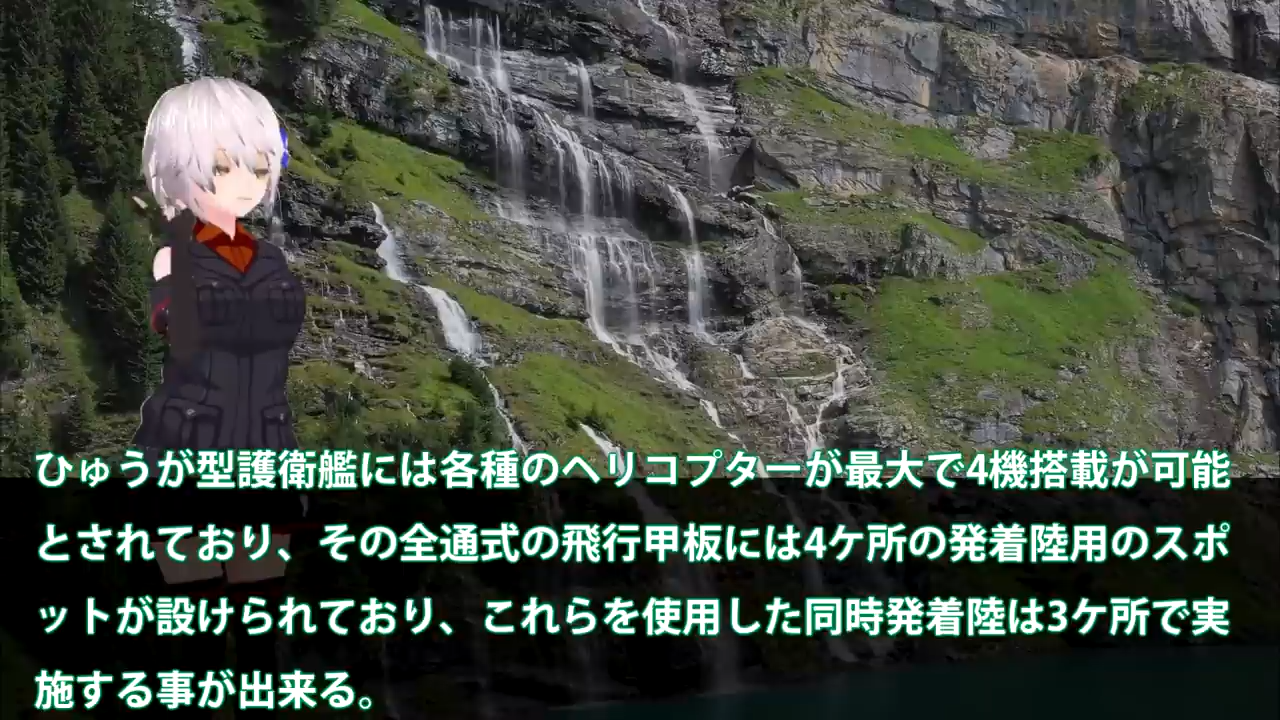 ひゅうが型護衛艦には各種のヘリコプターが最大で4機搭載が可能
とされており、その全通式の飛行甲板には4ケ所の発着陸用のスポ
ットが設けられており、これらを使用した同時発着陸は3ケ所で実
施する事が出来る。